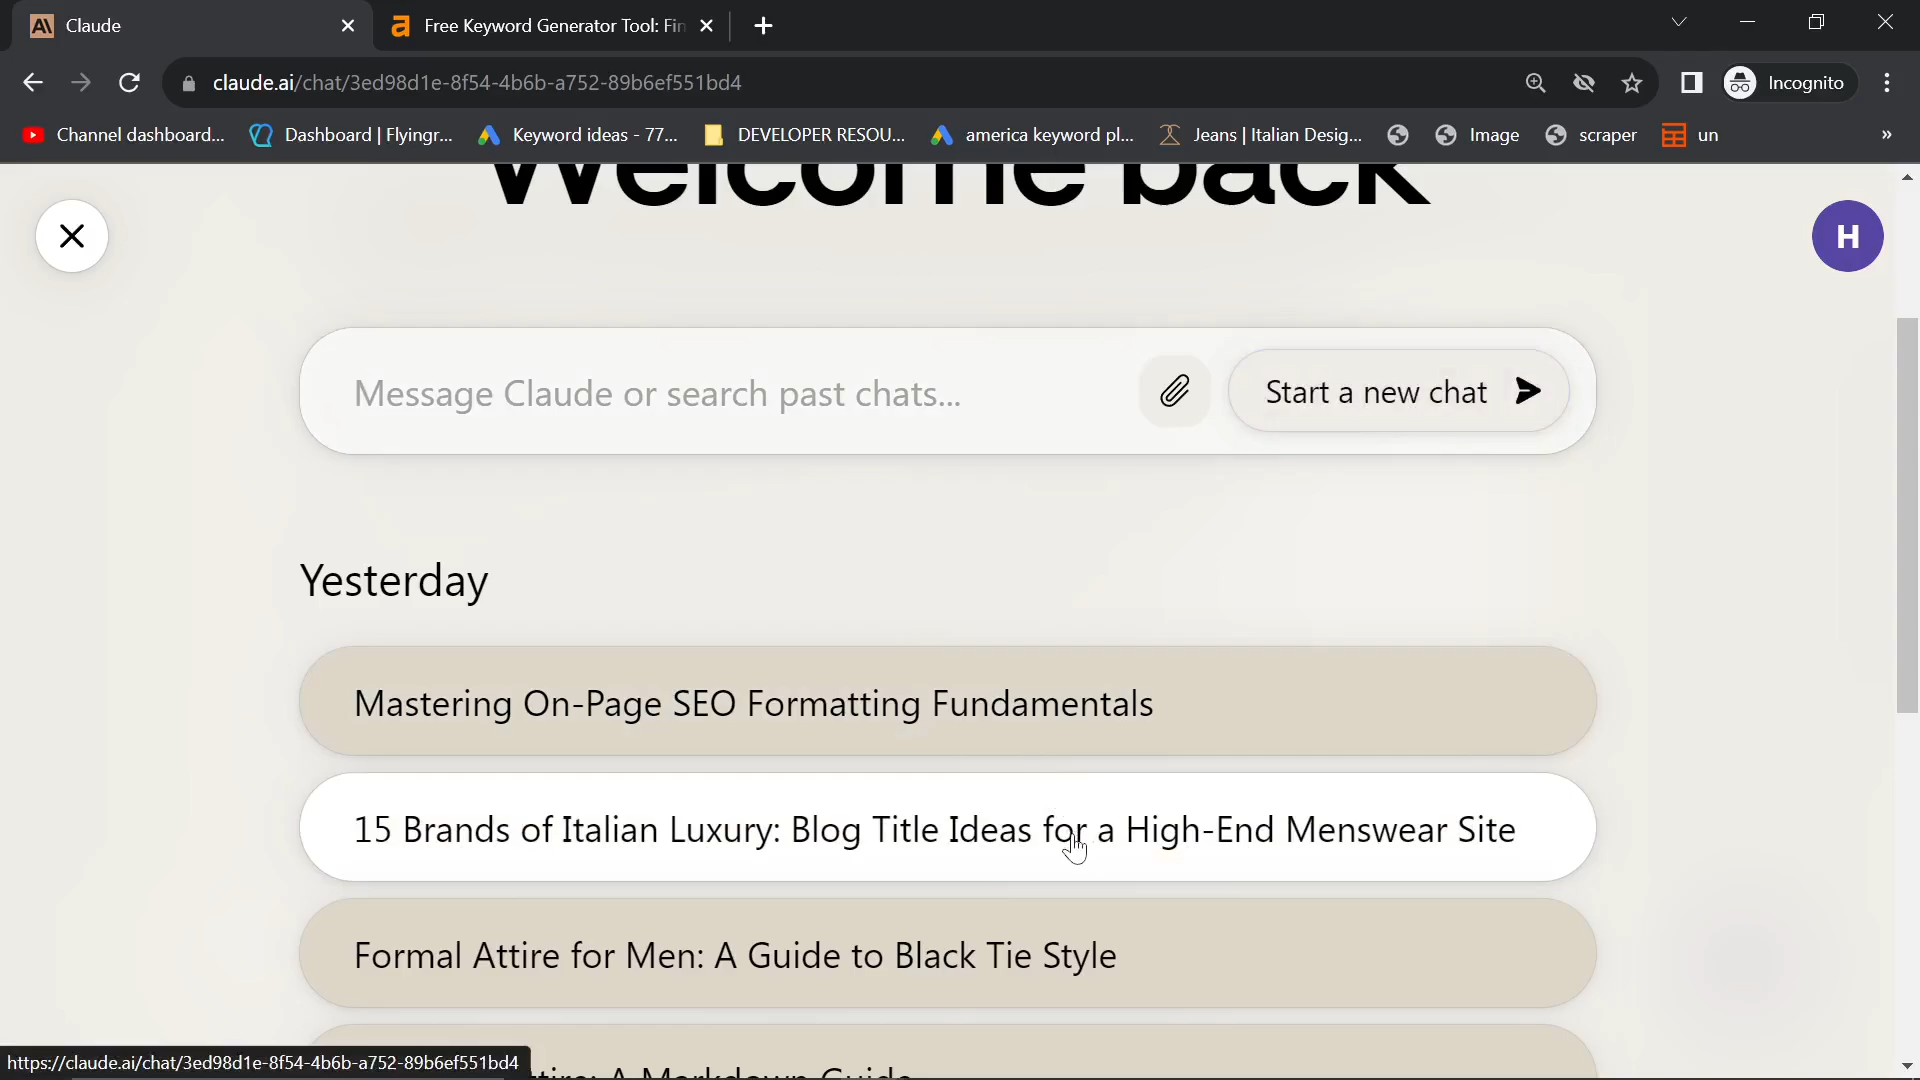 Claude
Free Keyword Generator Tool: Fin
claude.ai/chat/3ed98d1e-8f54-4b6b-a752-89b6ef551bd4
Incognito
Channel dashboard...
Dashboard | Flyingr...
Keyword ideas - 77...
DEVELOPER RESOU...
america keyword pl...
Jeans | Italian Desig...
Image
scraper
un
»
Welcome back
H
Message Claude or search past chats...
Start a new chat
Yesterday
Mastering On-Page SEO Formatting Fundamentals
15 Brands of Italian Luxury: Blog Title Ideas for a High-End Menswear Site
Formal Attire for Men: A Guide to Black Tie Style
A Markdown Guide
https://claude.ai/chat/3ed98d1e-8f54-4b6b-a752-89b6ef551bd4